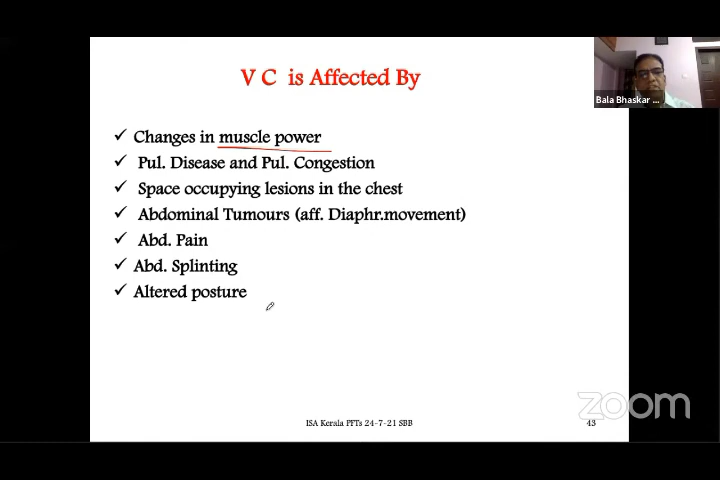 V C is Affected By
Bala Bhaskar ...
✓ Changes in muscle power
✓ Pul. Disease and Pul. Congestion
✓ Space occupying lesions in the chest
✓ Abdominal Tumours (aff. Diaphr.movement)
✓ Abd. Pain
✓ Abd. Splinting
✓ Altered posture
zoom
ISA Kerala PFTs 24-7-21 SBB
43